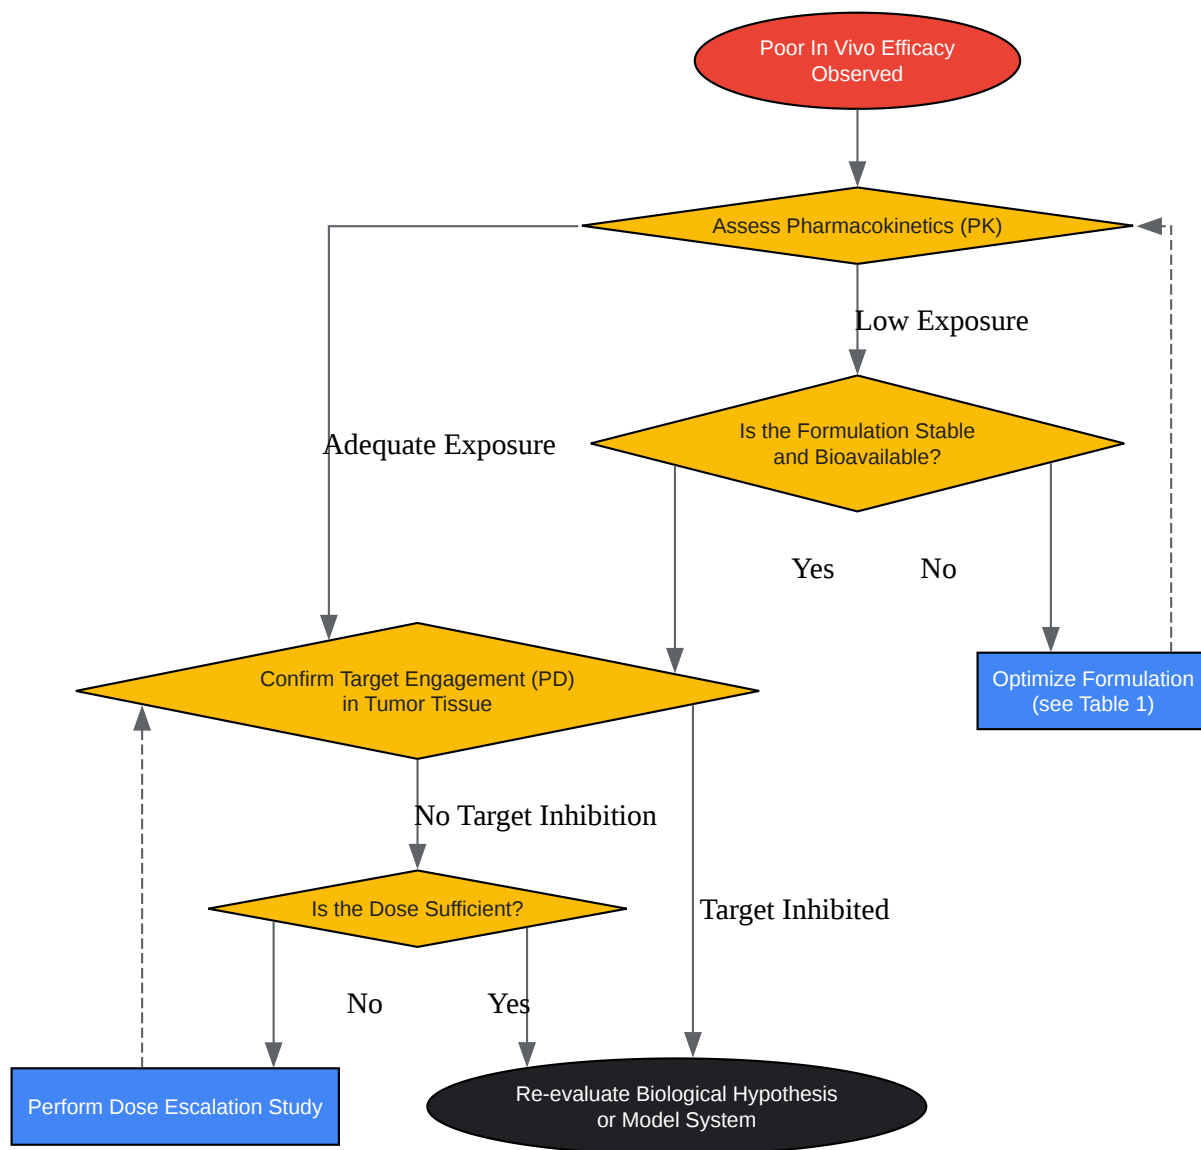 Poor In Vivo Efficacy
Observed
Assess Pharmacokinetics (PK)
Low Exposure
Adequate Exposure
Is the Formulation Stable
and Bioavailable?
Yes
No
Confirm Target Engagement (PD)
in Tumor Tissue
Optimize Formulation
(see Table 1)
No Target Inhibition
Is the Dose Sufficient?
Target Inhibited
No
Yes
Perform Dose Escalation Study
Re-evaluate Biological Hypothesis
or Model System